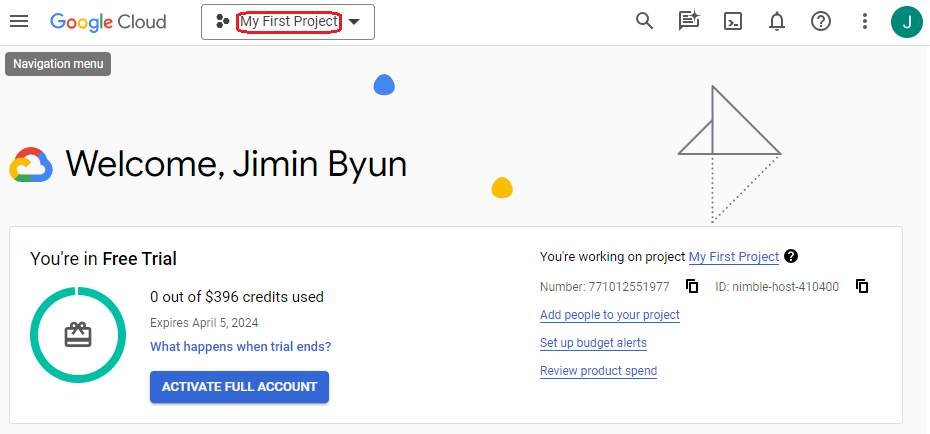 Google Cloud
My First Project
J
Navigation menu
Welcome, Jimin Byun
You're in Free Trial
0 out of $396 credits used
Expires April 5, 2024
What happens when trial ends?
ACTIVATE FULL ACCOUNT
You're working on project My First Project
Number: 771012551977 ID: nimble-host-410400
Add people to your project
Set up budget alerts
Review product spend